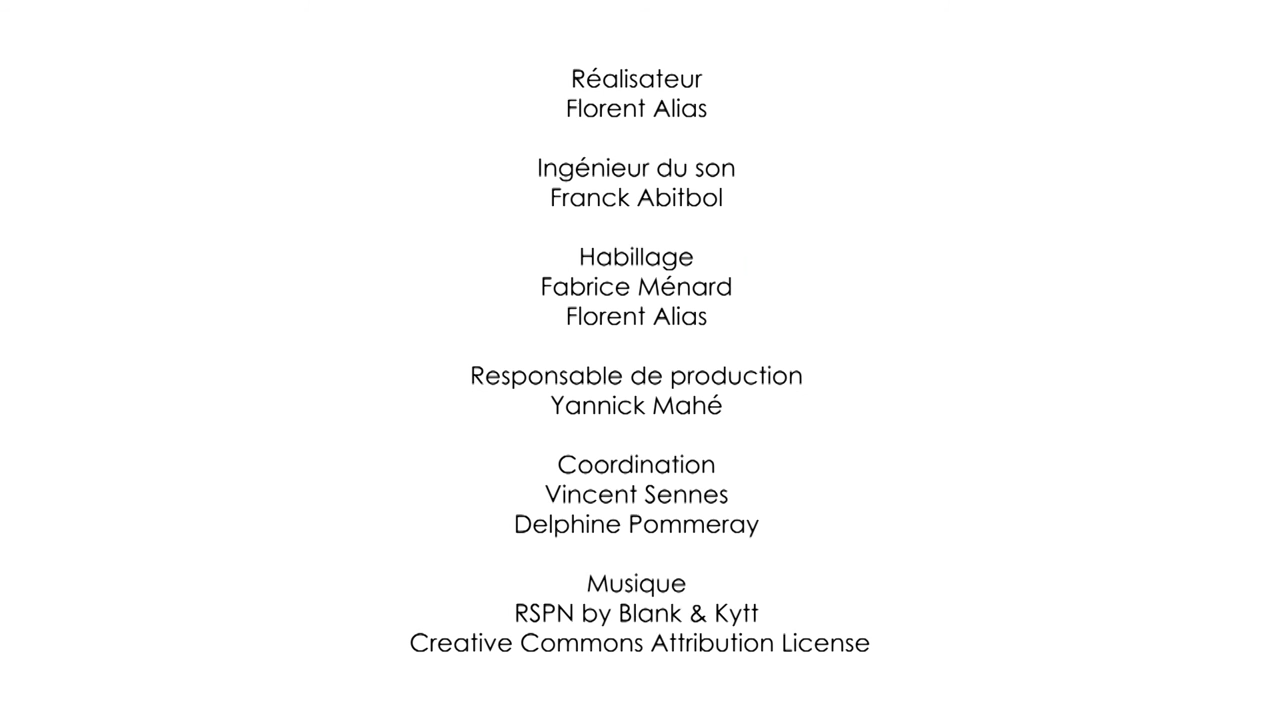 Réalisateur
Florent Alias
Ingénieur du son
Franck Abitbol
Habillage
Fabrice Ménard
Florent Alias
Responsable de production
Yannick Mahé
Coordination
Vincent Sennes
Delphine Pommeray
Musique
RSPN by Blank & Kytt
Creative Commons Attribution License